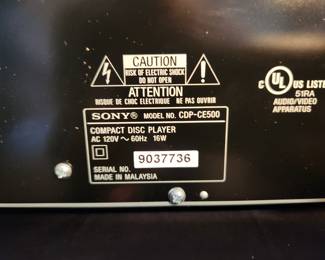 CAUTION
RISK OF ELECTRIC SHOCK
DO NOT OPEN
ATTENTION
RISQUE DE CHOC ELECTRIQUE NE PAS OUVRIR
C UL US LISTED
51RA
AUDIO/VIDEO
APPARATUS
SONY® MODEL NO. CDP-CE500
COMPACT DISC PLAYER
AC 120V ~ 60Hz 16W
9037736
SERIAL NO.
MADE IN MALAYSIA